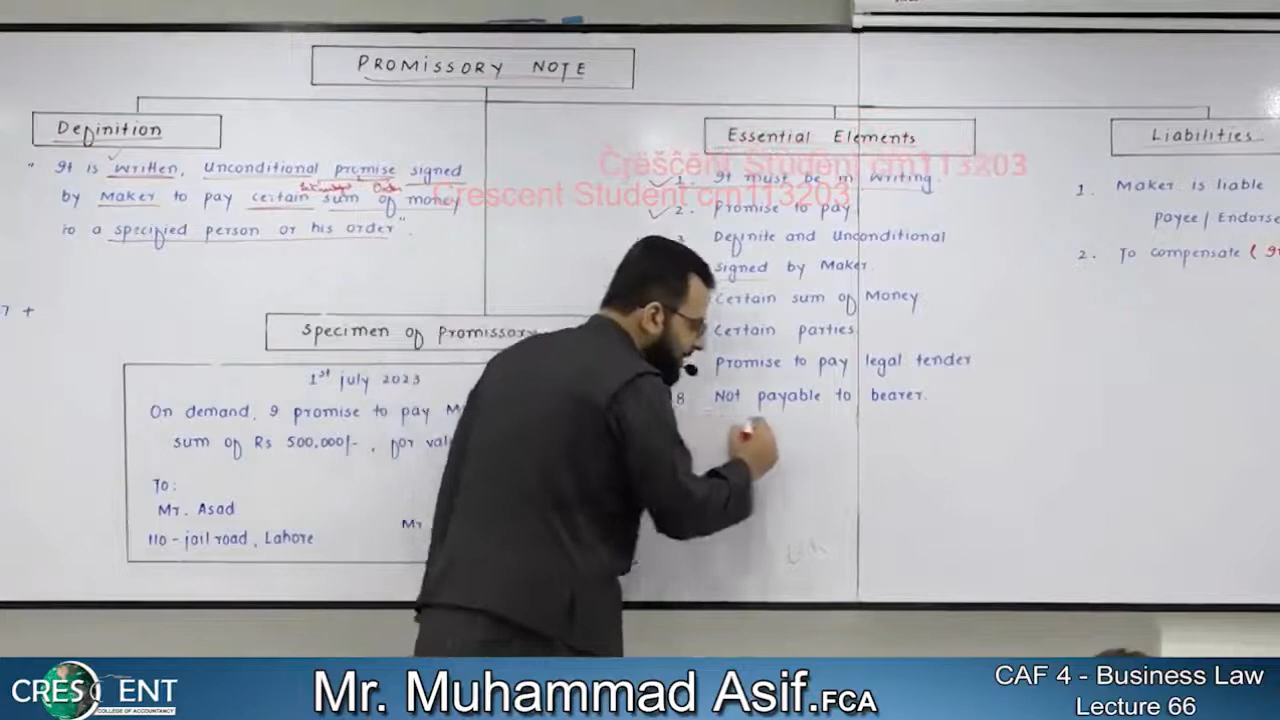 PROMISSORY NOTE
Definition
" It is written, Unconditional promise signed
by Maker to pay certain sum of money
to a specified person or his order".
7 +
Specimen of Promissory
1st july 2023
On demand, I promise to pay M
sum of Rs 500,000/-, for val
To:
Mr. Asad
110 - jail road, Lahore
Mr
Essential Elements
1. It must be in writing.
2. Promise to pay
Definite and Unconditional
signed by Maker.
Certain sum of Money
Certain parties
Promise to pay legal tender
8 Not payable to bearer.
Liabilities
1. Maker is liable
payee/Endorse
2. To compensate (
Crescent Student cm113203
Crescent Student cm113203
CRESCENT
COLLEGE OF ACCOUNTANCY
Mr. Muhammad Asif.FCA
CAF 4 - Business Law
Lecture 66